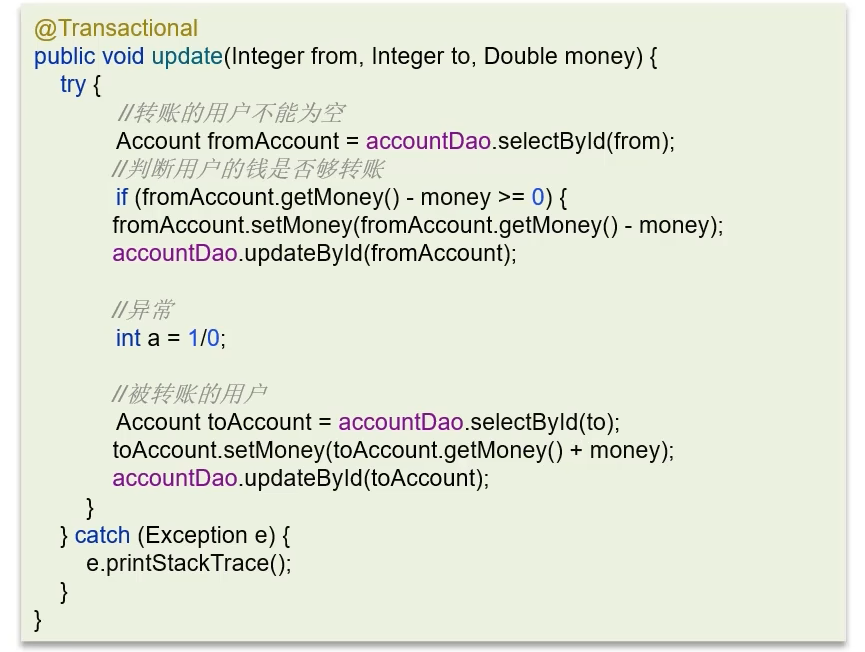 @Transactional
public void update(Integer from, Integer to, Double money) {
try {
//转账的用户不能为空
Account fromAccount = accountDao.selectById(from);
//判断用户的钱是否够转账
if (fromAccount.getMoney() - money >= 0) {
fromAccount.setMoney(fromAccount.getMoney() - money);
accountDao.updateById(fromAccount);
//异常
int a = 1/0;
//被转账的用户
Account toAccount = accountDao.selectById(to);
toAccount.setMoney(toAccount.getMoney() + money);
accountDao.updateById(toAccount);
}
} catch (Exception e) {
e.printStackTrace();
}
}